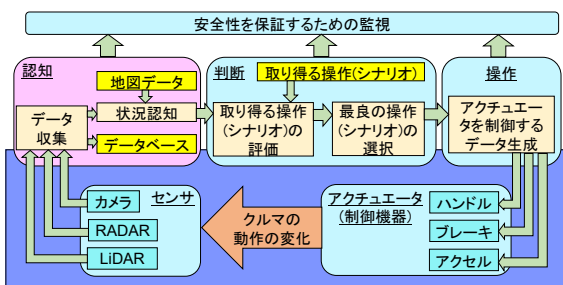 安全性を保証するための監視
認知
地図データ
データ
収集
状況認知
データベース
判断
取り得る操作(シナリオ)
取り得る操作
(シナリオ)の
評価
最良の操作
(シナリオ)の
選択
操作
アクチュエー
タを制御する
データ生成
センサ
カメラ
RADAR
LiDAR
クルマの
動作の変化
アクチュエータ
(制御機器)
ハンドル
ブレーキ
アクセル